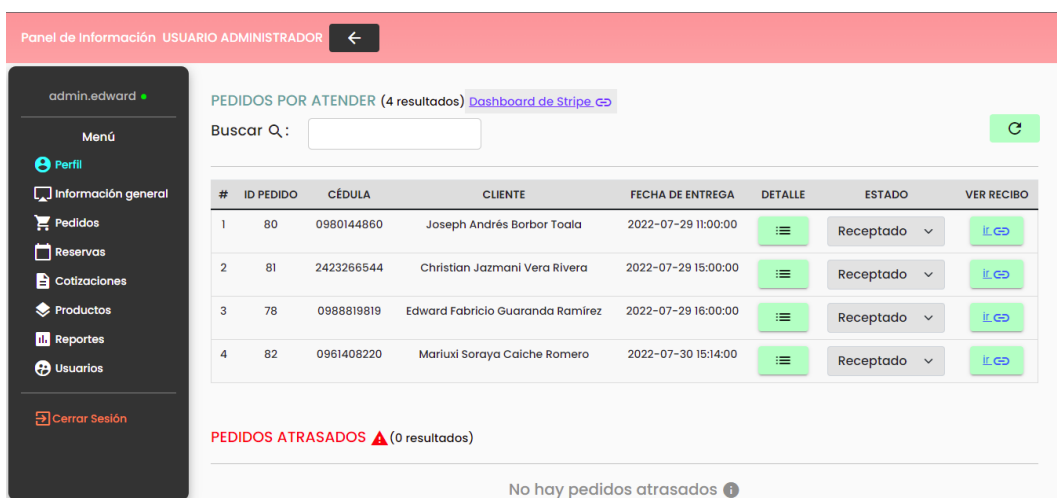 Panel de Información USUARIO ADMINISTRADOR
admin.edward
Menú
Perfil
Información general
Pedidos
Reservas
Cotizaciones
Productos
Reportes
Usuarios
Cerrar Sesión
PEDIDOS POR ATENDER (4 resultados) Dashboard de Stripe
Buscar :
# ID PEDIDO CÉDULA CLIENTE FECHA DE ENTREGA DETALLE ESTADO VER RECIBO
1 80 0980144860 Joseph Andrés Borbor Toala 2022-07-29 11:00:00 Receptado ir
2 81 2423266544 Christian Jazmani Vera Rivera 2022-07-29 15:00:00 Receptado ir
3 78 0988819819 Edward Fabricio Guaranda Ramírez 2022-07-29 16:00:00 Receptado ir
4 82 0961408220 Mariuxi Soraya Caiche Romero 2022-07-30 15:14:00 Receptado ir
PEDIDOS ATRASADOS (0 resultados)
No hay pedidos atrasados